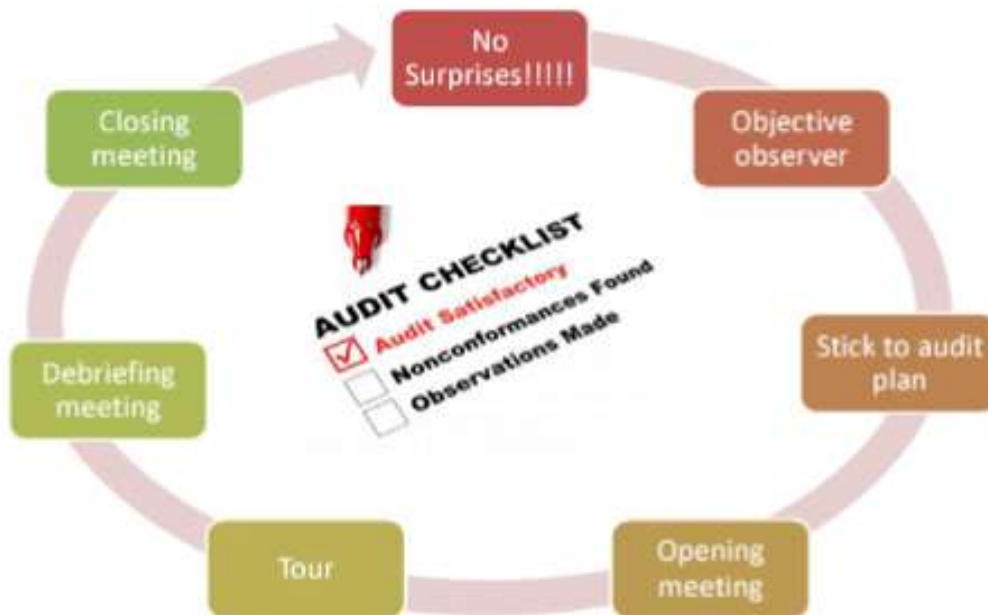 No
Surprises!!!!!
Objective
observer
Stick to audit
plan
Opening
meeting
Tour
Debriefing
meeting
Closing
meeting
AUDIT CHECKLIST
Audit Satisfactory
Nonconformances Found
Observations Made